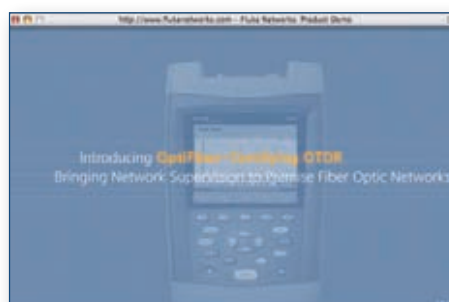 http://www.flukenetworks.com - Fluke Networks: Product Demo
Introducing OptiFiber Certifying OTDR
Bringing Network Supervision to Premise Fiber Optic Networks